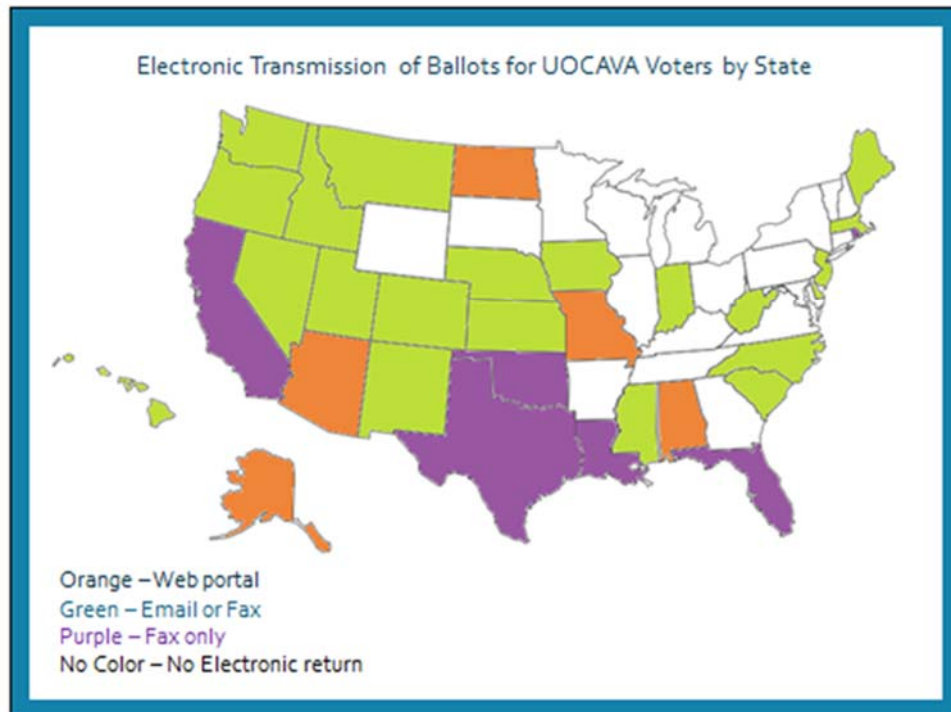 Electronic Transmission of Ballots for UOCAVA Voters by State
Orange – Web portal
Green – Email or Fax
Purple – Fax only
No Color – No Electronic return